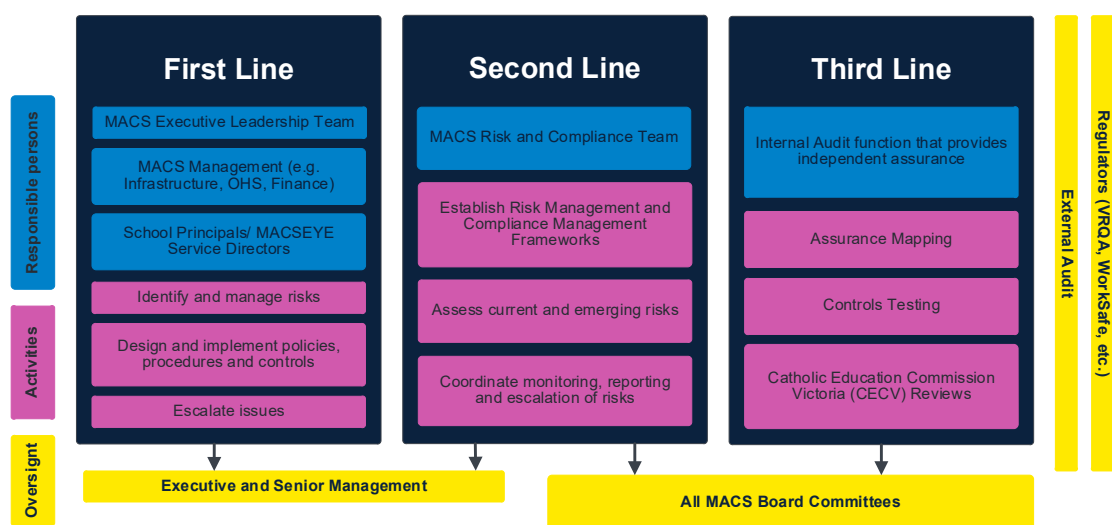 First Line
Second Line
Third Line
Responsible persons
MACS Executive Leadership Team
MACS Management (e.g.
Infrastructure, OHS, Finance)
School Principals/ MACSEYE
Service Directors
MACS Risk and Compliance Team
Internal Audit function that provides
independent assurance
Activities
Identify and manage risks
Design and implement policies,
procedures and controls
Escalate issues
Establish Risk Management and
Compliance Management
Frameworks
Assess current and emerging risks
Coordinate monitoring, reporting
and escalation of risks
Assurance Mapping
Controls Testing
Catholic Education Commission
Victoria (CECV) Reviews
External Audit
Regulators (VRQA, WorkSafe, etc.)
Oversignt
Executive and Senior Management
All MACS Board Committees